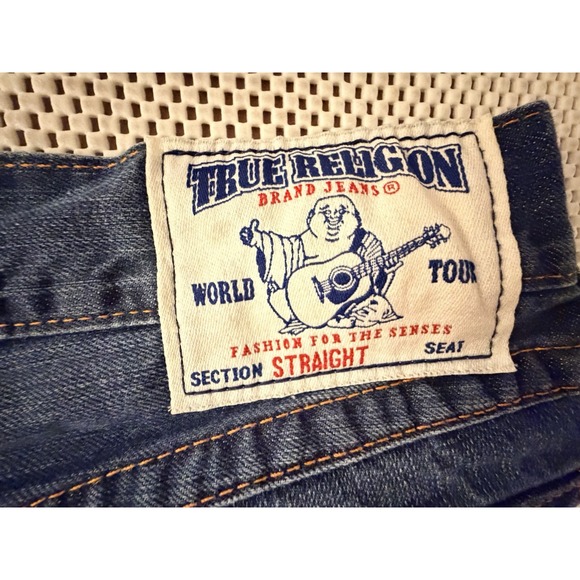 TRUE RELIGION
BRAND JEANS®
WORLD TOUR
FASHION FOR THE SENSES
SECTION STRAIGHT SEAT